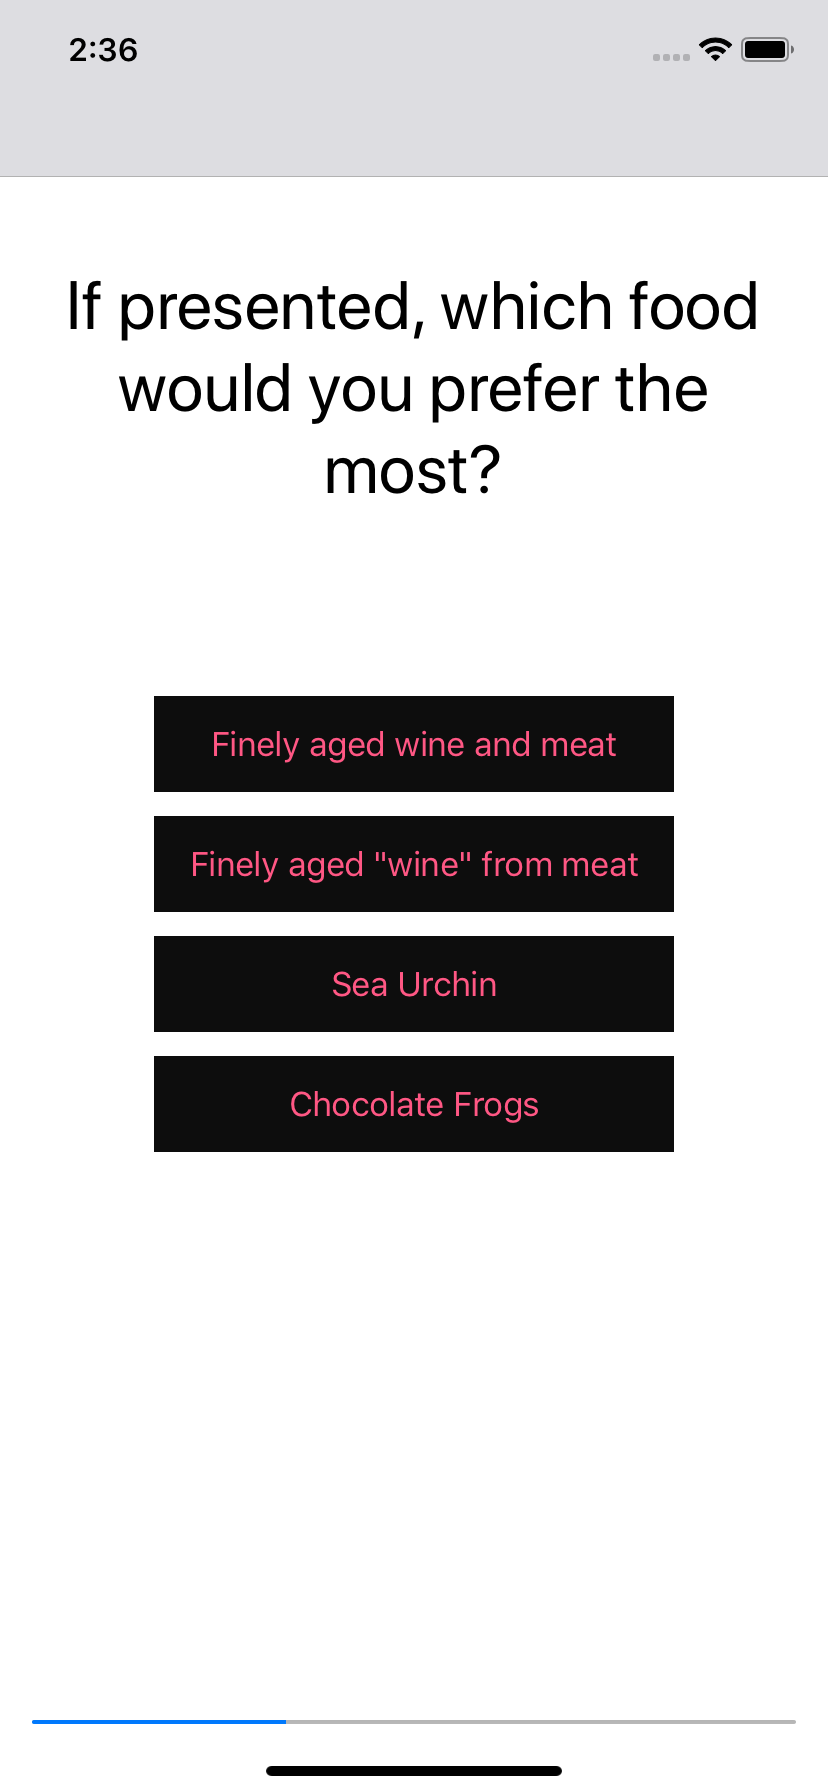 2:36
If presented, which food
would you prefer the
most?
Finely aged wine and meat
Finely aged "wine" from meat
Sea Urchin
Chocolate Frogs